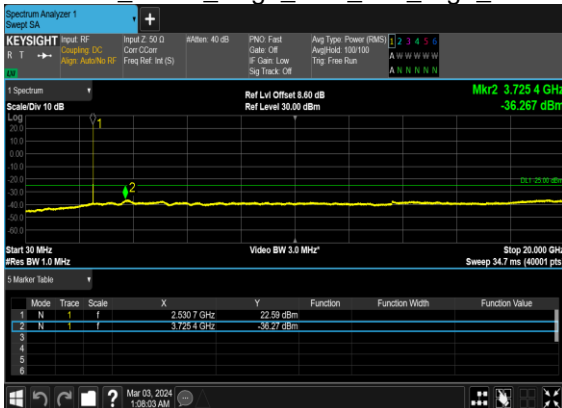 Spectrum Analyzer 1
Swept SA
+
KEYSIGHT Input: RF Input Z: 50 Ω #Atten: 40 dB PNO: Fast Avg Type: Power (RMS) 1 2 3 4 5 6
R T Coupling: DC Corr CCorr Gate: Off Avg|Hold: 100/100 A W W W W W
Align: Auto/No RF Freq Ref: Int (S) IF Gain: Low Trig: Free Run
LW Sig Track: Off A N N N N N
1 Spectrum Ref Lvl Offset 8.60 dB Mkr2 3.725 4 GHz
Scale/Div 10 dB Ref Level 30.00 dBm -36.267 dBm
Log
20.0
10.0
0.00
-10.0
-20.0
-30.0
-40.0
-50.0
-60.0
1
2
DL1 -25.00 dBm
Start 30 MHz Video BW 3.0 MHz* Stop 20.000 GHz
#Res BW 1.0 MHz Sweep 34.7 ms (40001 pts)
5 Marker Table
Mode Trace Scale X Y Function Function Width Function Value
1 N 1 f 2.530 7 GHz 22.59 dBm
2 N 1 f 3.725 4 GHz -36.27 dBm
3
4
5
6
? Mar 03, 2024
1:08:03 AM